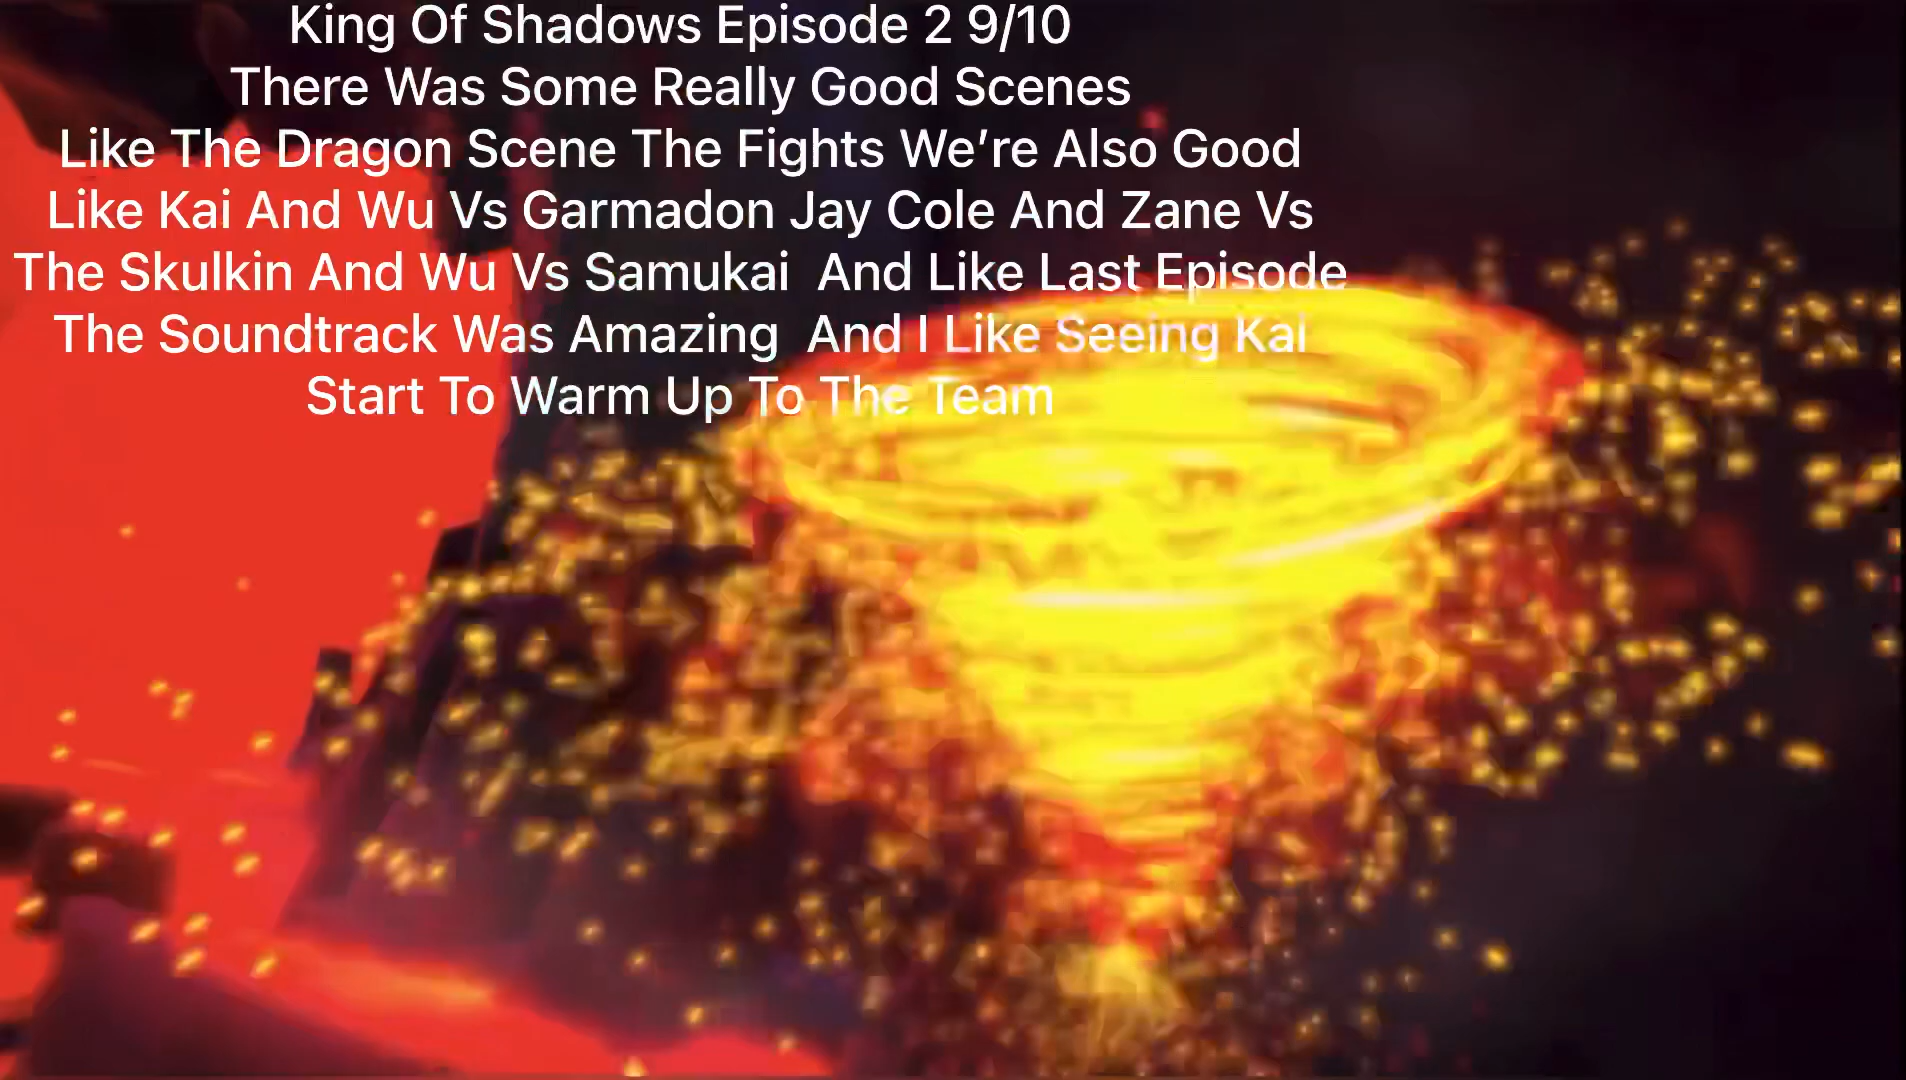 King Of Shadows Episode 2 9/10
There Was Some Really Good Scenes
Like The Dragon Scene The Fights We’re Also Good
Like Kai And Wu Vs Garmadon Jay Cole And Zane Vs
The Skulkin And Wu Vs Samukai  And Like Last Episode
The Soundtrack Was Amazing  And I Like Seeing Kai
Start To Warm Up To The Team